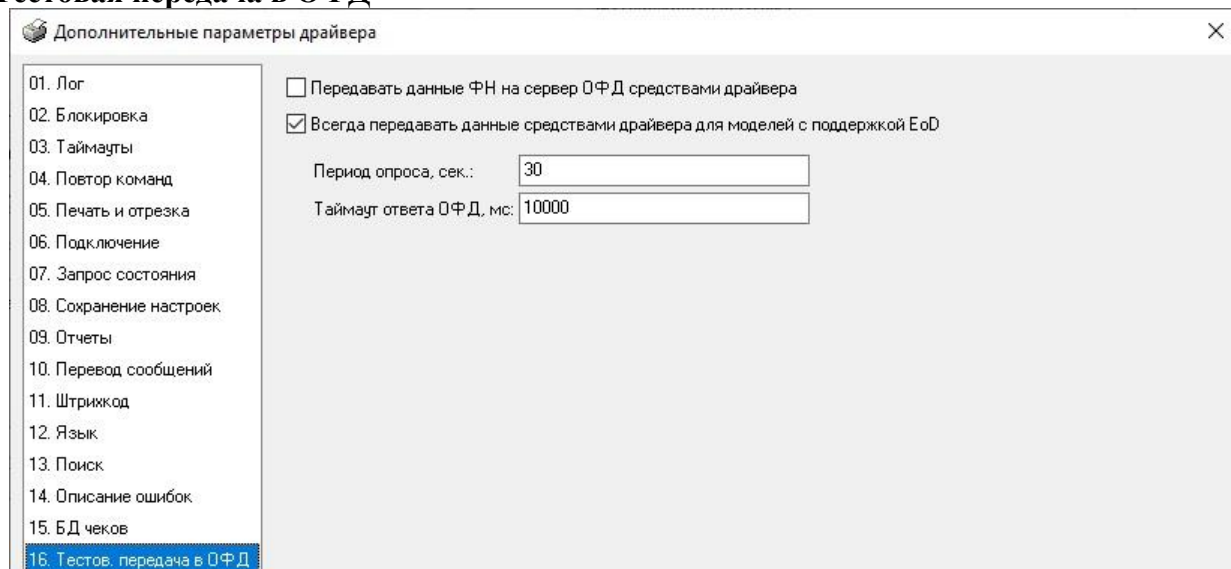 Тестовая передача в ОФД
Дополнительные параметры драйвера
01. Лог
02. Блокировка
03. Таймауты
04. Повтор команд
05. Печать и отрезка
06. Подключение
07. Запрос состояния
08. Сохранение настроек
09. Отчеты
10. Перевод сообщений
11. Штрихкод
12. Язык
13. Поиск
14. Описание ошибок
15. БД чеков
16. Тестов. передача в ОФД
Передавать данные ФН на сервер ОФД средствами драйвера
Всегда передавать данные средствами драйвера для моделей с поддержкой EoD
Период опроса, сек.: 30
Таймаут ответа ОФД, мс: 10000